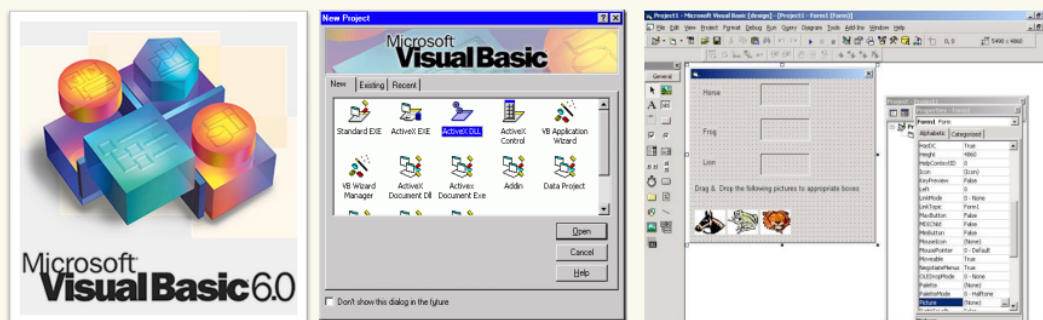 Microsoft
Visual Basic 6.0
New Project
Microsoft
Visual Basic
New Existing Recent
Standard EXE ActiveX EXE ActiveX DLL ActiveX Control VB Application Wizard
VB Wizard Manager ActiveX Document Dll Activex Document Exe Addin Data Project
Open
Cancel
Help
Don't show this dialog in the future
Project1 - Microsoft Visual Basic [design] - [Project1 - Form1 (Form)]
File Edit View Project Format Debug Run Query Diagram Tools Add-Ins Window Help
0, 0 5490 x 4860
General
Horse
Frog
Lion
Drag & Drop the following pictures to appropriate boxes
Properties - Form1
Form1 Form
Alphabetic Categorized
HasDC True
Height 4860
HelpContextID 0
Icon (Icon)
KeyPreview False
Left 0
LinkMode 0 - None
LinkTopic Form1
MaxButton False
MDIChild False
MinButton False
MouseIcon (None)
MousePointer 0 - Default
Moveable True
NegotiateMenus True
OLEDropMode 0 - None
Palette (None)
PaletteMode 0 - Halftone
Picture (None)